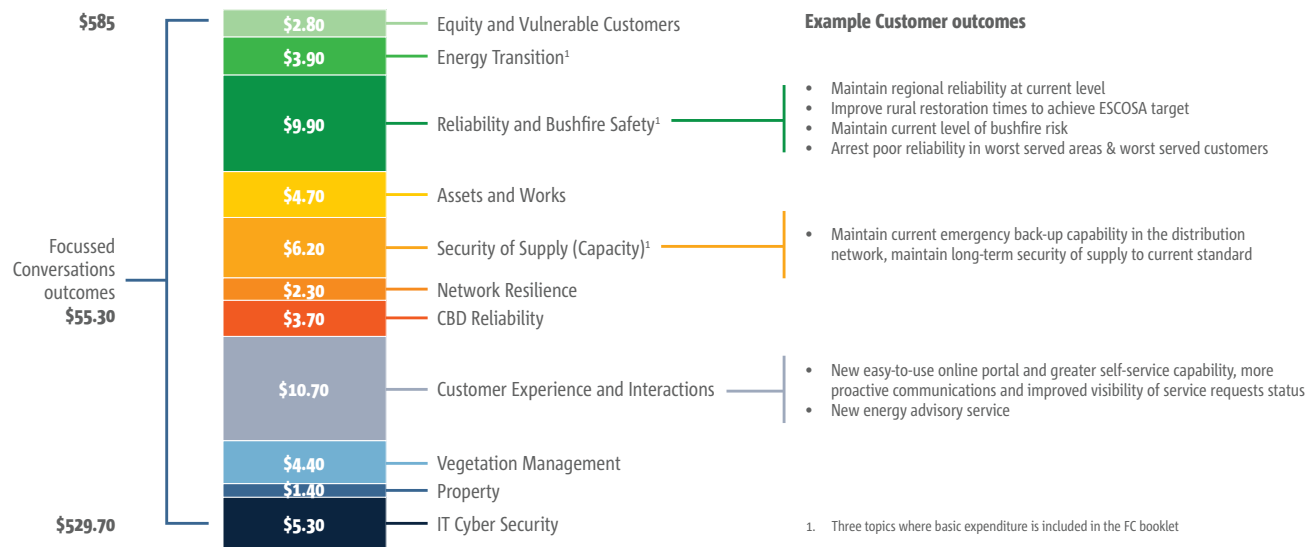 $585
$2.80
Equity and Vulnerable Customers
$3.90
Energy Transition¹
$9.90
Reliability and Bushfire Safety¹
$4.70
Assets and Works
$6.20
Security of Supply (Capacity)¹
$2.30
Network Resilience
$3.70
CBD Reliability
$10.70
Customer Experience and Interactions
$4.40
Vegetation Management
$1.40
Property
$5.30
IT Cyber Security
Focussed
Conversations
outcomes
$55.30
$529.70
Example Customer outcomes
• Maintain regional reliability at current level
• Improve rural restoration times to achieve ESCOSA target
• Maintain current level of bushfire risk
• Arrest poor reliability in worst served areas & worst served customers
• Maintain current emergency back-up capability in the distribution
network, maintain long-term security of supply to current standard
• New easy-to-use online portal and greater self-service capability, more
proactive communications and improved visibility of service requests status
• New energy advisory service
1. Three topics where basic expenditure is included in the FC booklet